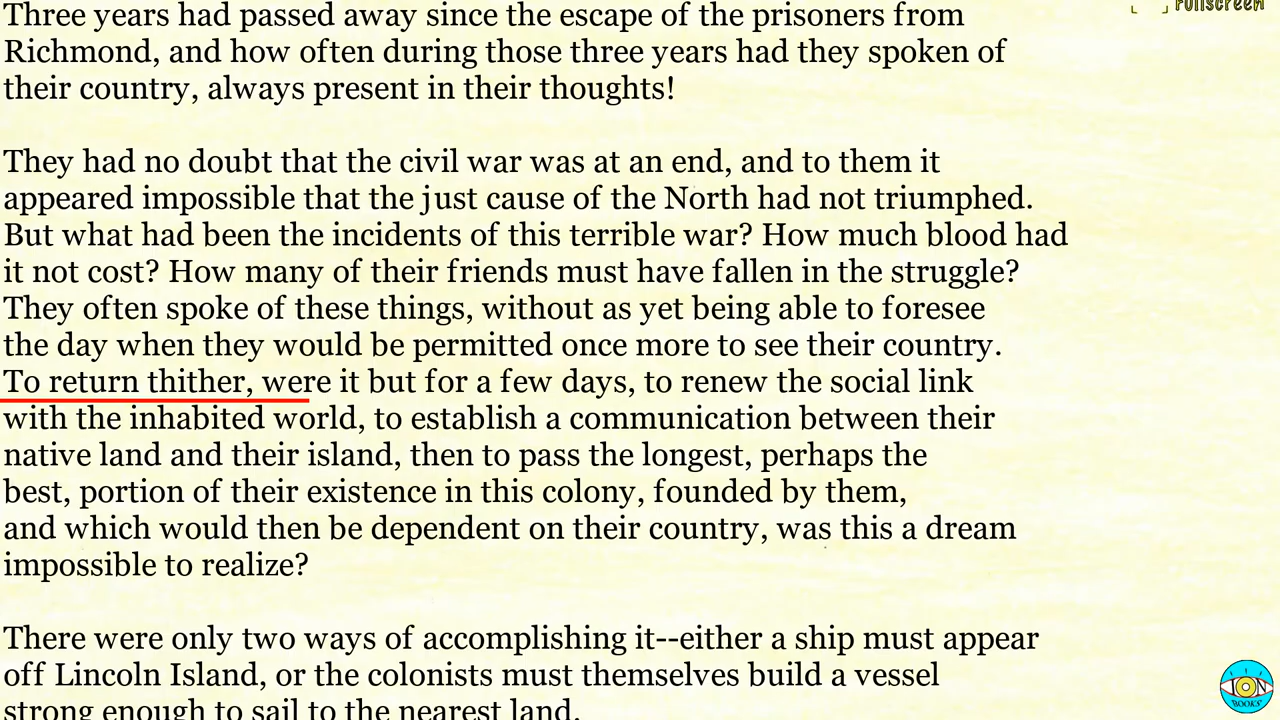 Three years had passed away since the escape of the prisoners from
Fullscreen
Richmond, and how often during those three years had they spoken of
their country, always present in their thoughts!
They had no doubt that the civil war was at an end, and to them it
appeared impossible that the just cause of the North had not triumphed.
But what had been the incidents of this terrible war? How much blood had
it not cost? How many of their friends must have fallen in the struggle?
They often spoke of these things, without as yet being able to foresee
the day when they would be permitted once more to see their country.
To return thither, were it but for a few days, to renew the social link
with the inhabited world, to establish a communication between their
native land and their island, then to pass the longest, perhaps the
best, portion of their existence in this colony, founded by them,
and which would then be dependent on their country, was this a dream
impossible to realize?
There were only two ways of accomplishing it--either a ship must appear
off Lincoln Island, or the colonists must themselves build a vessel
strong enough to sail to the nearest land.
ION
BOOKS